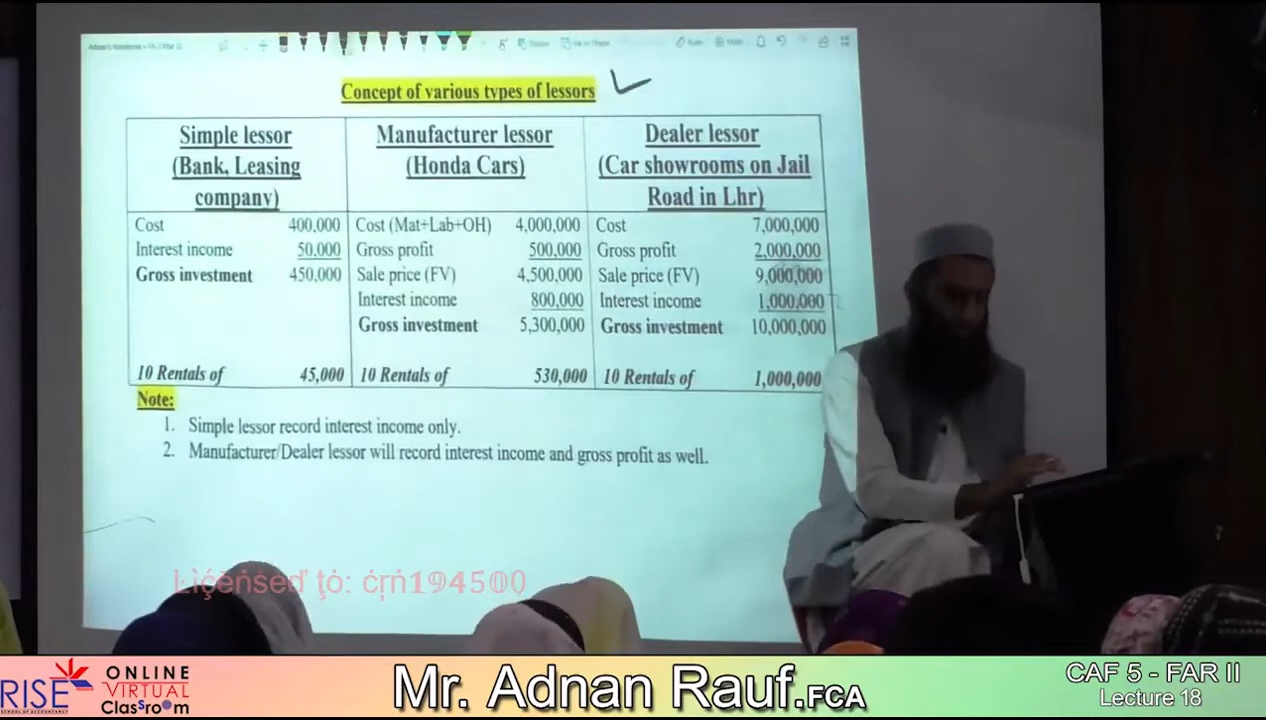 Concept of various types of lessors
Simple lessor
(Bank, Leasing
company)
Manufacturer lessor
(Honda Cars)
Dealer lessor
(Car showrooms on Jail
Road in Lhr)
Cost 400,000
Interest income 50,000
Gross investment 450,000
10 Rentals of 45,000
Cost (Mat+Lab+OH) 4,000,000
Gross profit 500,000
Sale price (FV) 4,500,000
Interest income 800,000
Gross investment 5,300,000
10 Rentals of 530,000
Cost 7,000,000
Gross profit 2,000,000
Sale price (FV) 9,000,000
Interest income 1,000,000
Gross investment 10,000,000
10 Rentals of 1,000,000
Note:
1. Simple lessor record interest income only.
2. Manufacturer/Dealer lessor will record interest income and gross profit as well.
RISE
SCHOOL OF ACCOUNTANCY
ONLINE
VIRTUAL
Classroom
Mr. Adnan Rauf.FCA
CAF 5 - FAR II
Lecture 18